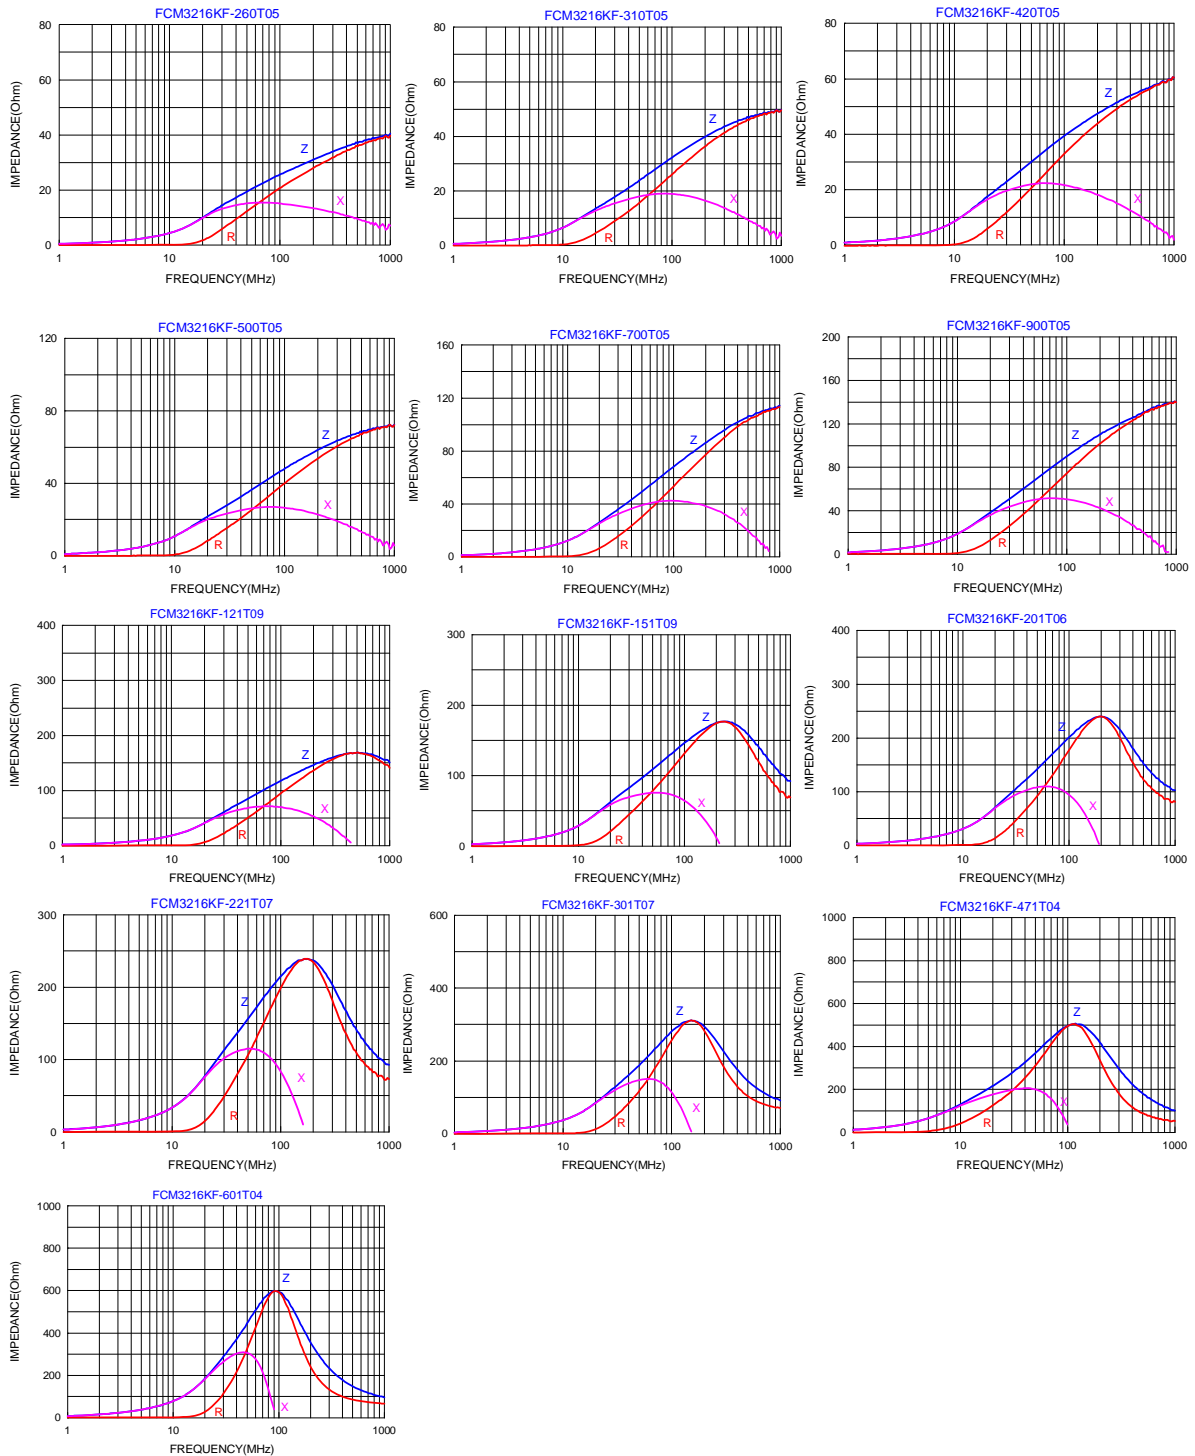 FCM3216KF-260T05
80
60
40
20
0
IMPEDANCE(Ohm)
Z
X
R
1
10
100
1000
FREQUENCY(MHz)
FCM3216KF-310T05
80
60
40
20
0
IMPEDANCE(Ohm)
Z
X
R
1
10
100
1000
FREQUENCY(MHz)
FCM3216KF-420T05
80
60
40
20
0
IMPEDANCE(Ohm)
Z
X
R
1
10
100
1000
FREQUENCY(MHz)
FCM3216KF-500T05
120
80
40
0
IMPEDANCE(Ohm)
Z
X
R
1
10
100
1000
FREQUENCY(MHz)
FCM3216KF-700T05
160
120
80
40
0
IMPEDANCE(Ohm)
Z
X
R
1
10
100
1000
FREQUENCY(MHz)
FCM3216KF-900T05
200
160
120
80
40
0
IMPEDANCE(Ohm)
Z
X
R
1
10
100
1000
FREQUENCY(MHz)
FCM3216KF-121T09
400
300
200
100
0
IMPEDANCE(Ohm)
Z
X
R
1
10
100
1000
FREQUENCY(MHz)
FCM3216KF-151T09
300
200
100
0
IMPEDANCE(Ohm)
Z
X
R
1
10
100
1000
FREQUENCY(MHz)
FCM3216KF-201T06
400
300
200
100
0
IMPEDANCE(Ohm)
Z
X
R
1
10
100
1000
FREQUENCY(MHz)
FCM3216KF-221T07
300
200
100
0
IMPEDANCE(Ohm)
Z
X
R
1
10
100
1000
FREQUENCY(MHz)
FCM3216KF-301T07
600
400
200
0
IMPEDANCE(Ohm)
Z
X
R
1
10
100
1000
FREQUENCY(MHz)
FCM3216KF-471T04
1000
800
600
400
200
0
IMPEDANCE(Ohm)
Z
X
R
1
10
100
1000
FREQUENCY(MHz)
FCM3216KF-601T04
1000
800
600
400
200
0
IMPEDANCE(Ohm)
Z
R
X
1
10
100
1000
FREQUENCY(MHz)